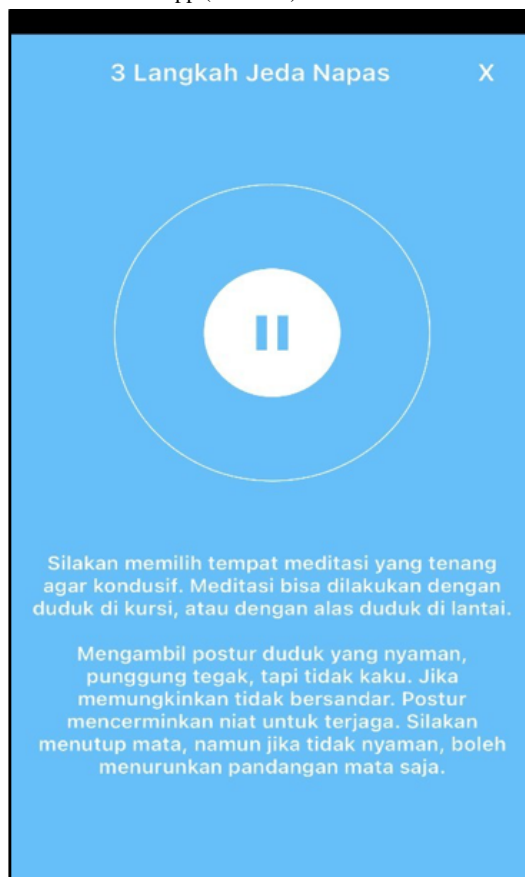 3 Langkah Jeda Napas X
Silakan memilih tempat meditasi yang tenang
agar kondusif. Meditasi bisa dilakukan dengan
duduk di kursi, atau dengan alas duduk di lantai.
Mengambil postur duduk yang nyaman,
punggung tegak, tapi tidak kaku. Jika
memungkinkan tidak bersandar. Postur
mencerminkan niat untuk terjaga. Silakan
menutup mata, namun jika tidak nyaman, boleh
menurunkan pandangan mata saja.